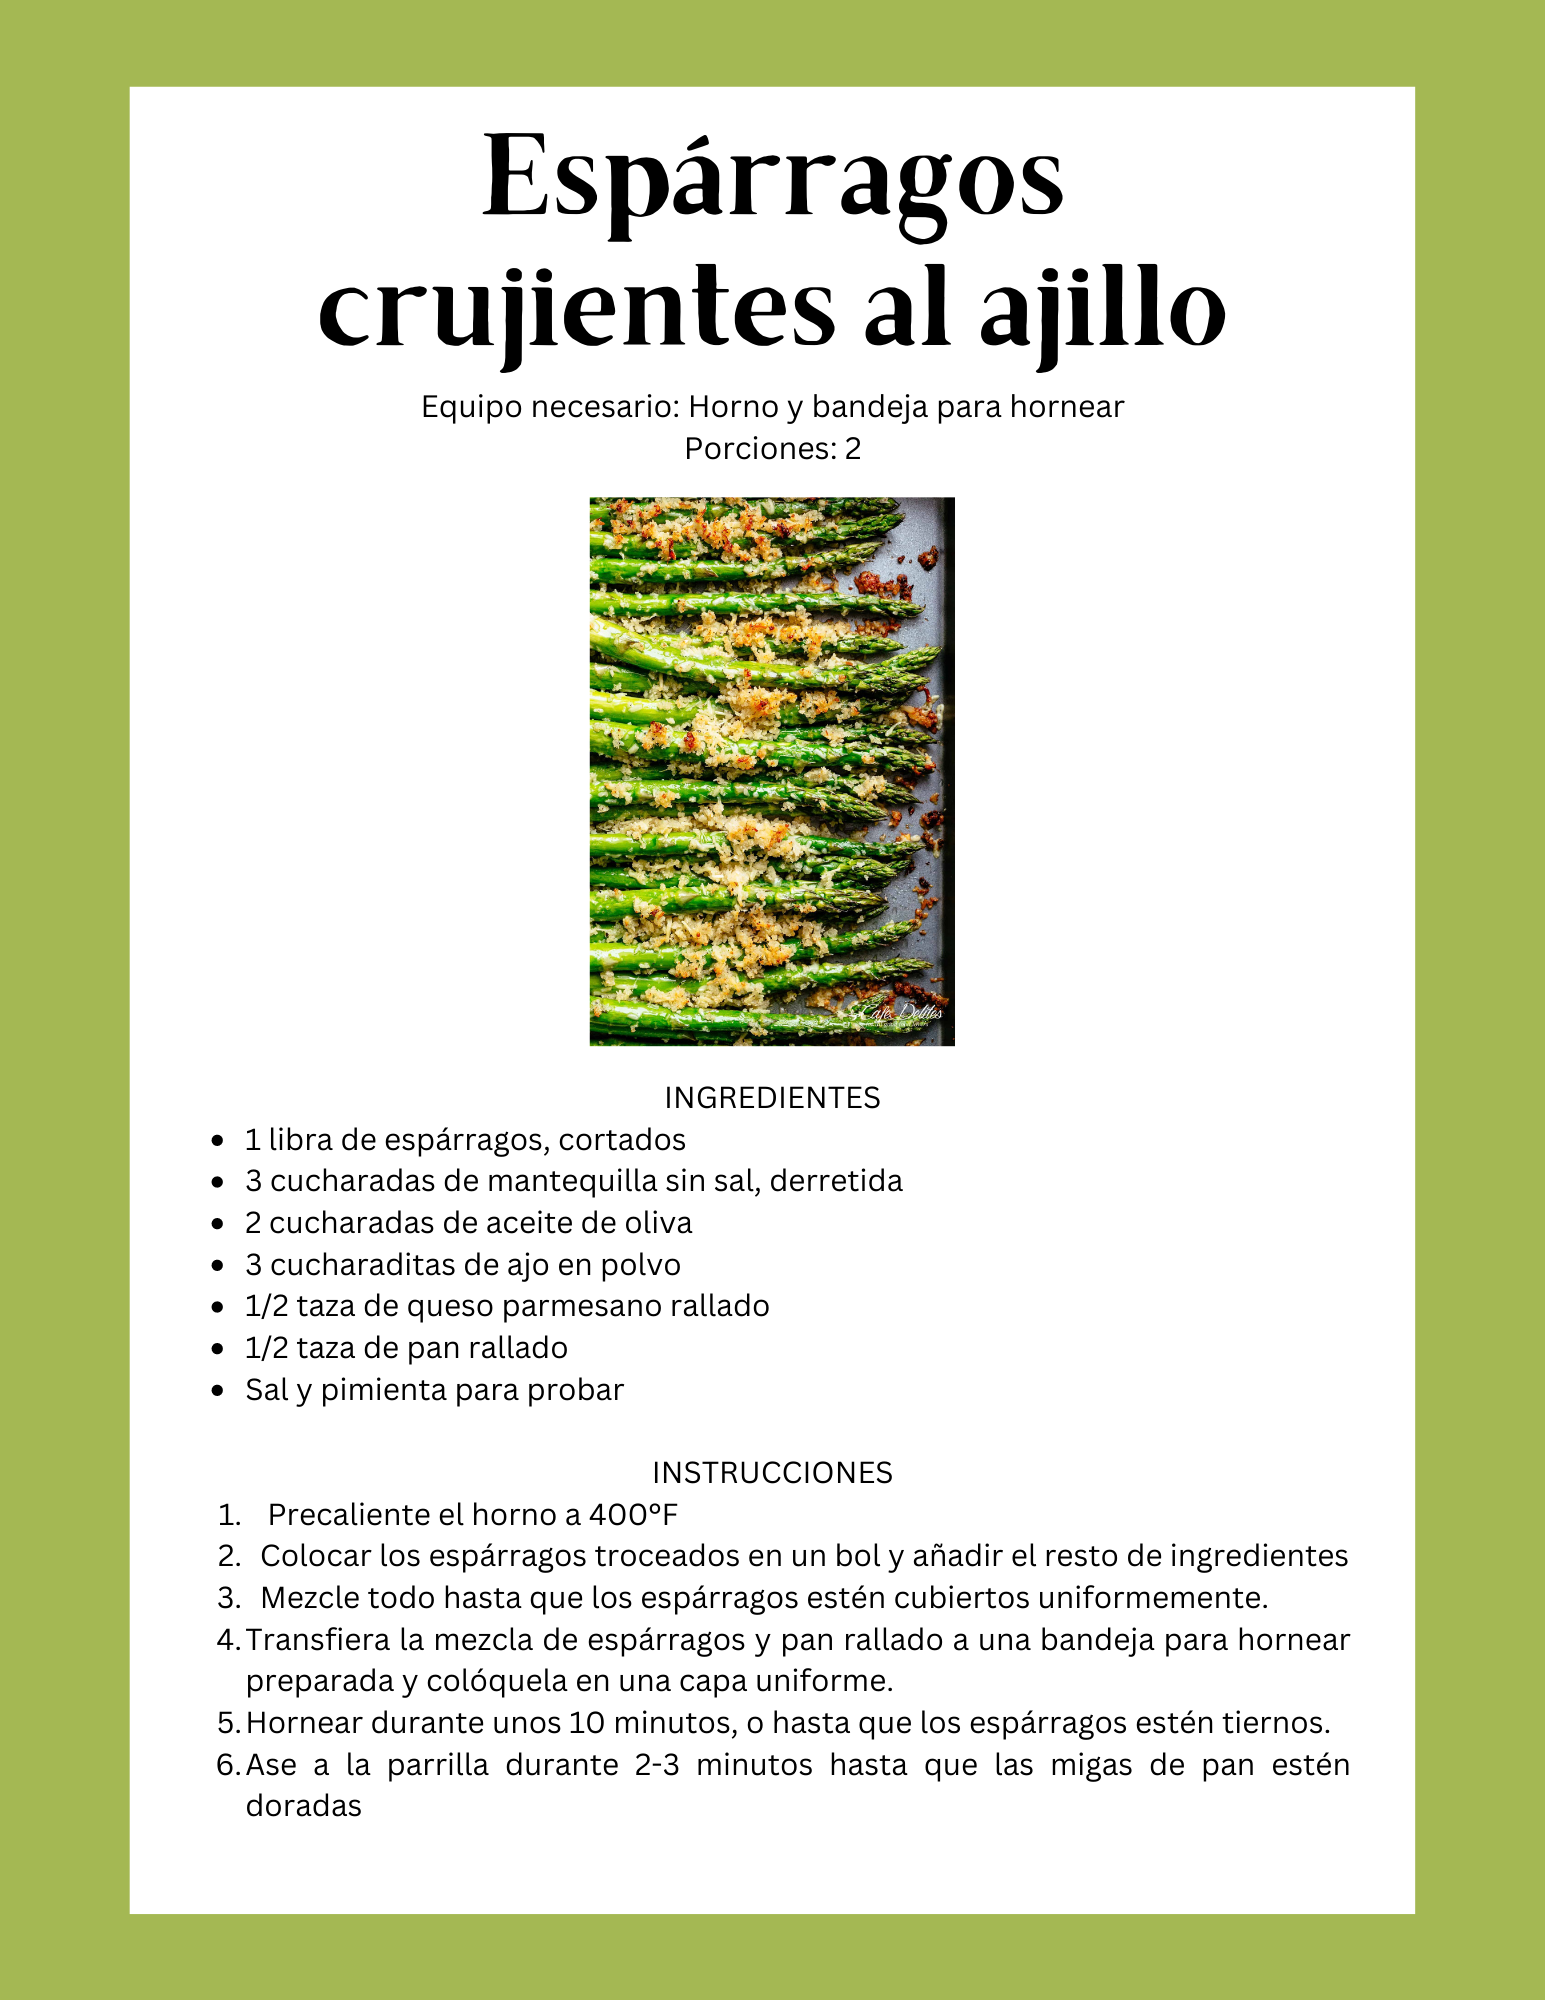 Espárragos
crujientes al ajillo
Equipo necesario: Horno y bandeja para hornear
Porciones: 2
Cafe Delites
INGREDIENTES
• 1 libra de espárragos, cortados
• 3 cucharadas de mantequilla sin sal, derretida
• 2 cucharadas de aceite de oliva
• 3 cucharaditas de ajo en polvo
• 1/2 taza de queso parmesano rallado
• 1/2 taza de pan rallado
• Sal y pimienta para probar
INSTRUCCIONES
1. Precaliente el horno a 400°F
2. Colocar los espárragos troceados en un bol y añadir el resto de ingredientes
3. Mezcle todo hasta que los espárragos estén cubiertos uniformemente.
4. Transfiera la mezcla de espárragos y pan rallado a una bandeja para hornear
preparada y colóquela en una capa uniforme.
5. Hornear durante unos 10 minutos, o hasta que los espárragos estén tiernos.
6. Ase a la parrilla durante 2-3 minutos hasta que las migas de pan estén
doradas